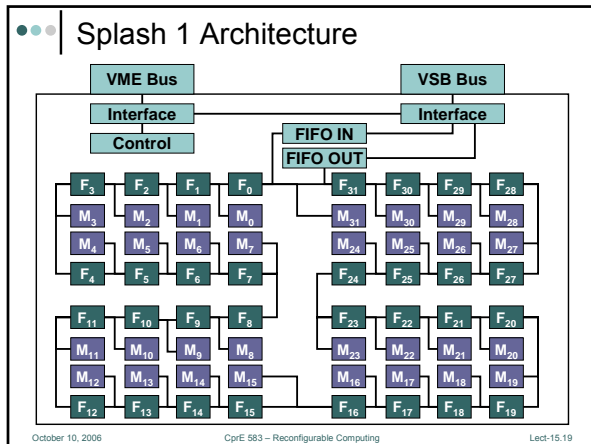 Splash 1 Architecture
VME Bus VSB Bus
Interface Interface
FIFO IN
Control
FIFO OUT
F3 F2 F1 F0 F31 F30 F29 F28
M3 M2 M1 M0 M31 M30 M29 M28
M4 M5 M6 M7 M24 M25 M26 M27
F4 F5 F6 F7 F24 F25 F26 F27
F11 F10 F9 F8 F23 F22 F21 F20
M11 M10 M9 M8 M23 M22 M21 M20
M12 M13 M14 M15 M16 M17 M18 M19
F12 F13 F14 F15 F16 F17 F18 F19
October 10, 2006 CprE 583 – Reconfigurable Computing Lect-15.19